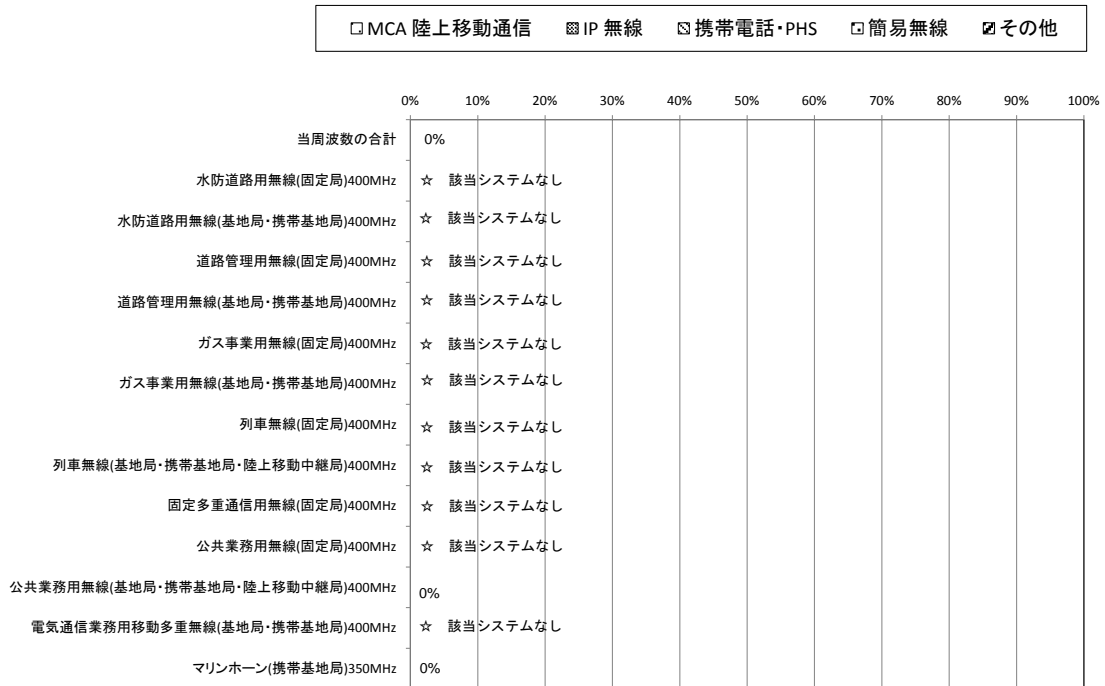 MCA 陸上移動通信 IP 無線 携帯電話・PHS 簡易無線 その他
0% 10% 20% 30% 40% 50% 60% 70% 80% 90% 100%
当周波数の合計 0%
水防道路用無線(固定局)400MHz ☆ 該当システムなし
水防道路用無線(基地局・携帯基地局)400MHz ☆ 該当システムなし
道路管理用無線(固定局)400MHz ☆ 該当システムなし
道路管理用無線(基地局・携帯基地局)400MHz ☆ 該当システムなし
ガス事業用無線(固定局)400MHz ☆ 該当システムなし
ガス事業用無線(基地局・携帯基地局)400MHz ☆ 該当システムなし
列車無線(固定局)400MHz ☆ 該当システムなし
列車無線(基地局・携帯基地局・陸上移動中継局)400MHz ☆ 該当システムなし
固定多重通信用無線(固定局)400MHz ☆ 該当システムなし
公共業務用無線(固定局)400MHz ☆ 該当システムなし
公共業務用無線(基地局・携帯基地局・陸上移動中継局)400MHz 0%
電気通信業務用移動多重無線(基地局・携帯基地局)400MHz ☆ 該当システムなし
マリンホーン(携帯基地局)350MHz 0%